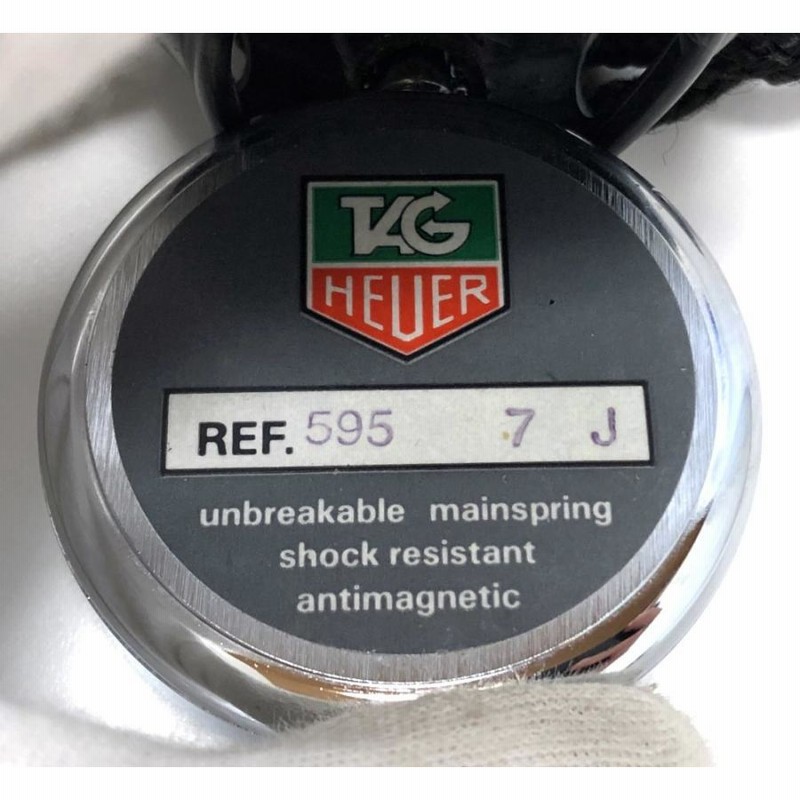 TAG
HEUER
REF. 595 7 J
unbreakable mainspring
shock resistant
antimagnetic